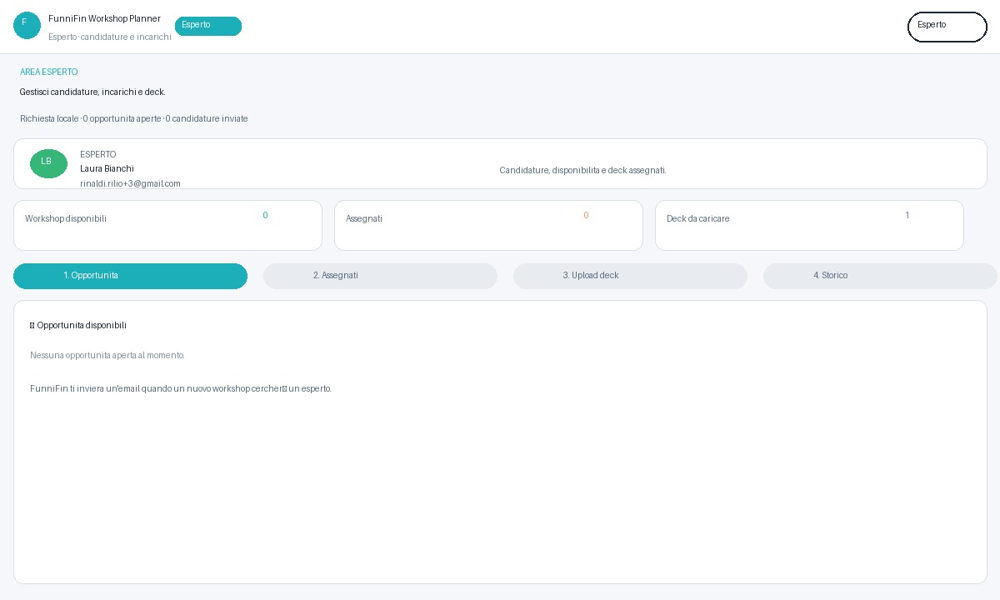 F
FunniFin Workshop Planner
Esperto · candidature e incarichi
Esperto
Esperto
AREA ESPERTO
Gestisci candidature, incarichi e deck.
Richiesta locale · 0 opportunita aperte · 0 candidature inviate
LB
ESPERTO
Laura Bianchi
rinaldi.rilio+3@gmail.com
Candidature, disponibilita e deck assegnati.
Workshop disponibili
0
Assegnati
0
Deck da caricare
1
1. Opportunita
2. Assegnati
3. Upload deck
4. Storico
Opportunita disponibili
Nessuna opportunita aperta al momento.
FunniFin ti inviera un'email quando un nuovo workshop cercher▯ un esperto.